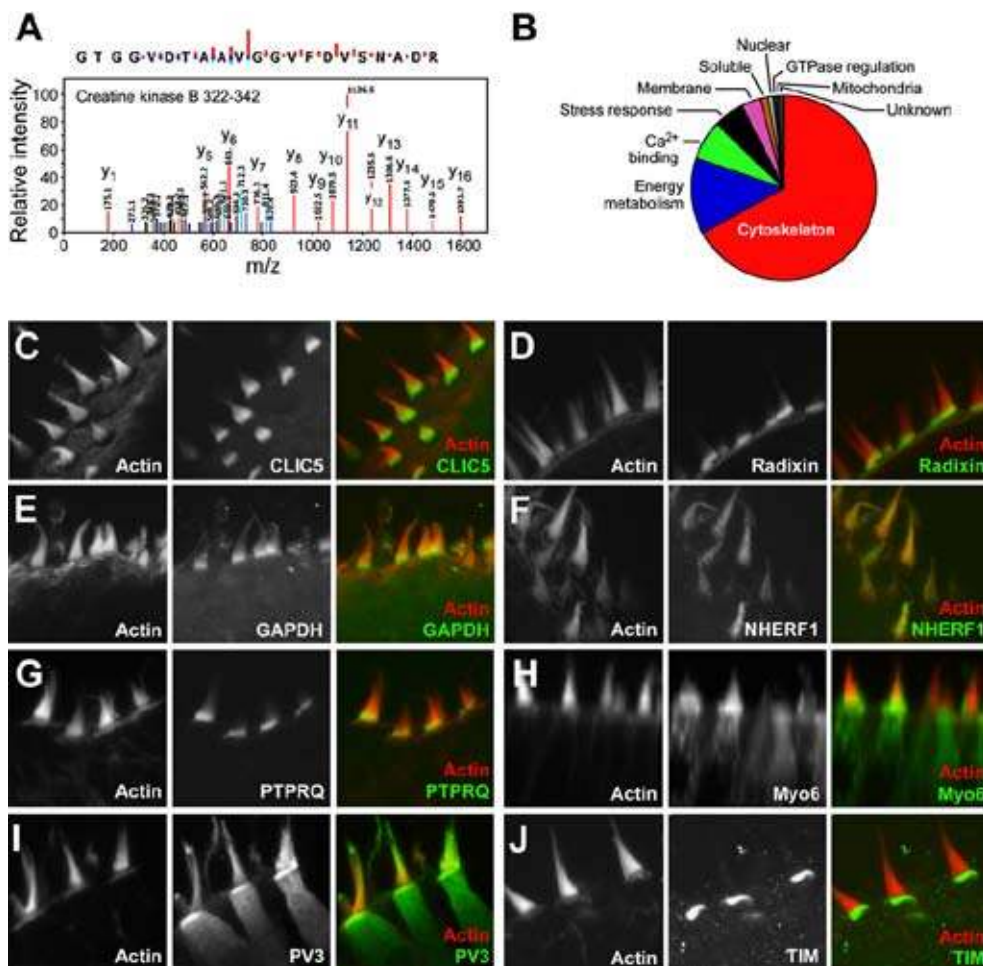 A
G T G G V D T A A V G G V F D V S N A D R
Creatine kinase B 322-342
Relative intensity
100
80
60
40
20
0
y1
y5
y6
y7
y8
y9
y10
y11
y12
y13
y14
y15
y16
175.1
271.1
0 200 400 600 800 1000 1200 1400 1600
m/z
B
Nuclear
Soluble
Membrane
Stress response
Ca2+
binding
Energy
metabolism
GTPase regulation
Mitochondria
Unknown
Cytoskeleton
C
Actin
CLIC5
Actin
CLIC5
D
Actin
Radixin
Actin
Radixin
E
Actin
GAPDH
Actin
GAPDH
F
Actin
NHERF1
Actin
NHERF1
G
Actin
PTPRQ
Actin
PTPRQ
H
Actin
Myo6
Actin
Myo6
I
Actin
PV3
Actin
PV3
J
Actin
TIM
Actin
TIM